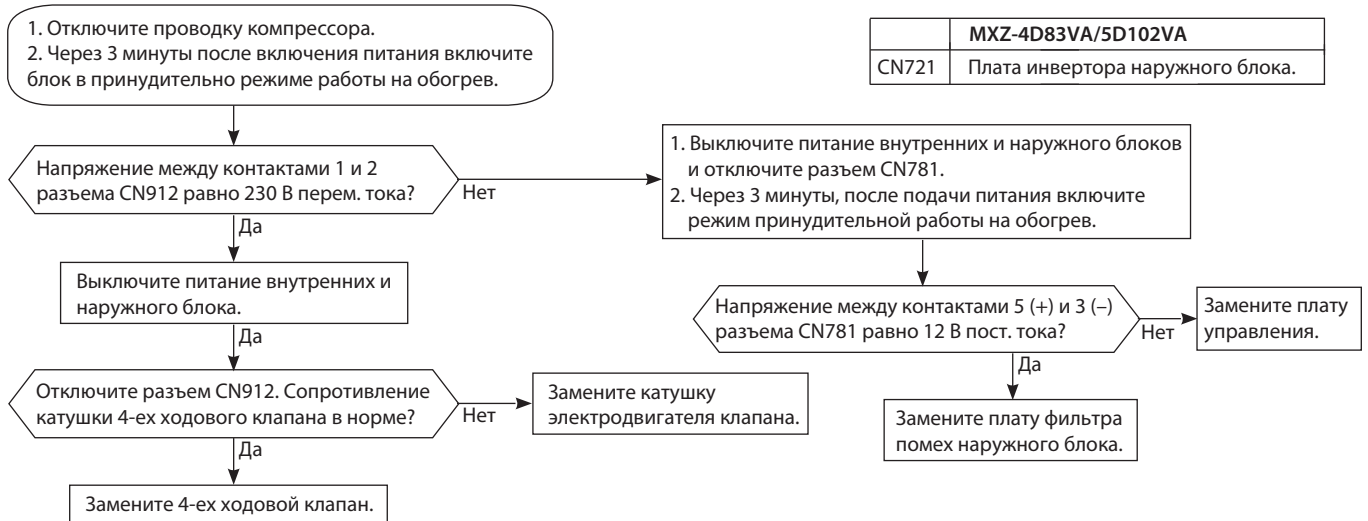 1. Отключите проводку компрессора.
2. Через 3 минуты после включения питания включите
блок в принудительно режиме работы на обогрев.
MXZ-4D83VA/5D102VA
CN721 Плата инвертора наружного блока.
Напряжение между контактами 1 и 2
разъема CN912 равно 230 В перем. тока?
Нет
1. Выключите питание внутренних и наружного блоков
и отключите разъем CN781.
2. Через 3 минуты, после подачи питания включите
режим принудительной работы на обогрев.
Да
Выключите питание внутренних и
наружного блока.
Напряжение между контактами 5 (+) и 3 (–)
разъема CN781 равно 12 В пост. тока?
Нет
Замените плату
управления.
Да
Да
Отключите разъем CN912. Сопротивление
катушки 4-ех ходового клапана в норме?
Нет
Замените катушку
электродвигателя клапана.
Замените плату фильтра
помех наружного блока.
Да
Замените 4-ех ходовой клапан.